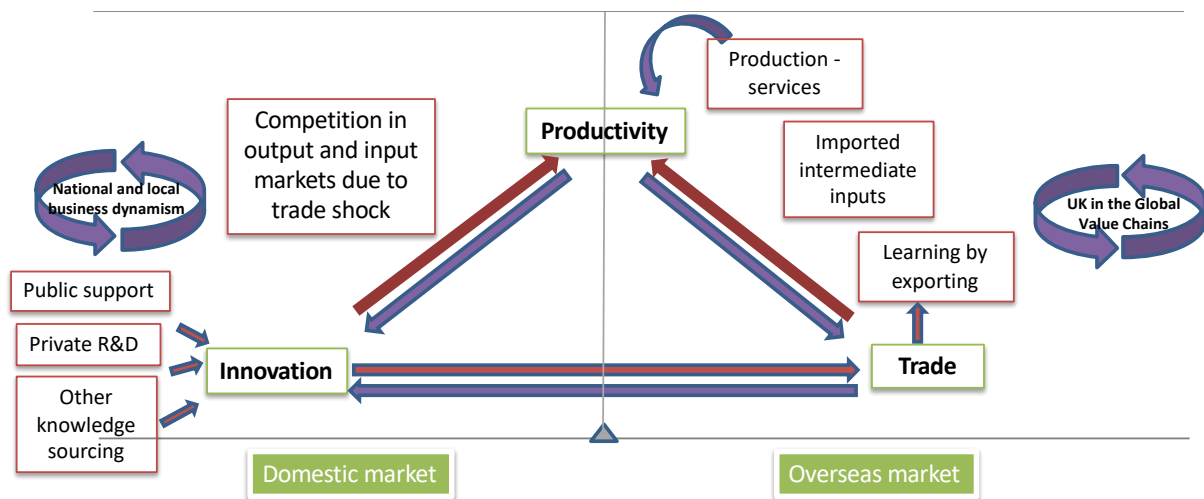 Production -
services
Productivity
Competition in
output and input
markets due to
trade shock
Imported
intermediate
inputs
National and local
business dynamism
UK in the Global
Value Chains
Learning by
exporting
Public support
Private R&D
Other
knowledge
sourcing
Innovation
Trade
Domestic market
Overseas market